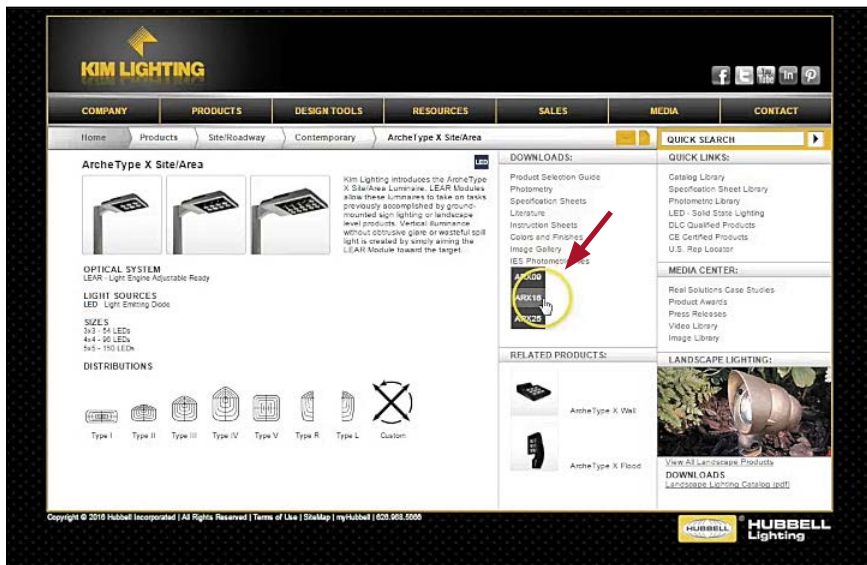 KIM LIGHTING
f
t
You
Tube
in
COMPANY PRODUCTS DESIGN TOOLS RESOURCES SALES MEDIA CONTACT
Home Products Site/Roadway Contemporary ArcheType X Site/Area
QUICK SEARCH
ArcheType X Site/Area
LED
Kim Lighting introduces the ArcheType
X Site/Area Luminaire. LEAR Modules
allow these luminaires to take on tasks
previously accomplished by ground-
mounted sign lighting or landscape
level products. Vertical illuminance
without obtrusive glare or wasteful spill
light is created by simply aiming the
LEAR Module toward the target.
OPTICAL SYSTEM
LEAR - Light Engine Adjustable Ready
LIGHT SOURCES
LED Light Emitting Diode
SIZES
3x3 - 54 LEDs
4x4 - 96 LEDs
5x5 - 150 LEDs
DISTRIBUTIONS
Type I Type II Type III Type IV Type V Type R Type L Custom
DOWNLOADS:
Product Selection Guide
Photometry
Specification Sheets
Literature
Instruction Sheets
Colors and Finishes
Image Gallery
IES Photometric
ARX09
ARX16
ARX25
RELATED PRODUCTS:
ArcheType X Wall
ArcheType X Flood
QUICK LINKS:
Catalog Library
Specification Sheet Library
Photometric Library
LED - Solid State Lighting
DLC Qualified Products
CE Certified Products
U.S. Rep Locator
MEDIA CENTER:
Real Solutions Case Studies
Product Awards
Press Releases
Video Library
Image Library
LANDSCAPE LIGHTING:
View All Landscape Products
DOWNLOADS
Landscape Lighting Catalog (pdf)
Copyright © 2016 Hubbell Incorporated | All Rights Reserved | Terms of Use | SiteMap | myHubbell | 626.968.5666
HUBBELL
HUBBELL
Lighting